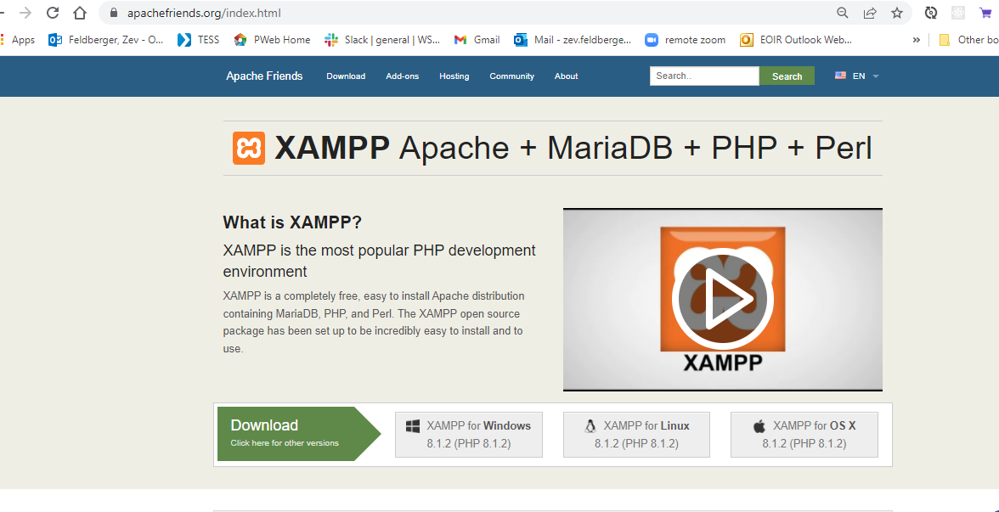 apachefriends.org/index.html
Apps Feldberger, Zev - O... TESS PWeb Home Slack | general | WS... Gmail Mail - zev.feldberge... remote zoom EOIR Outlook Web... » Other bo
Apache Friends Download Add-ons Hosting Community About Search.. Search EN
XAMPP Apache + MariaDB + PHP + Perl
What is XAMPP?
XAMPP is the most popular PHP development
environment
XAMPP is a completely free, easy to install Apache distribution
containing MariaDB, PHP, and Perl. The XAMPP open source
package has been set up to be incredibly easy to install and to
use.
XAMPP
Download
Click here for other versions
XAMPP for Windows
8.1.2 (PHP 8.1.2)
XAMPP for Linux
8.1.2 (PHP 8.1.2)
XAMPP for OS X
8.1.2 (PHP 8.1.2)